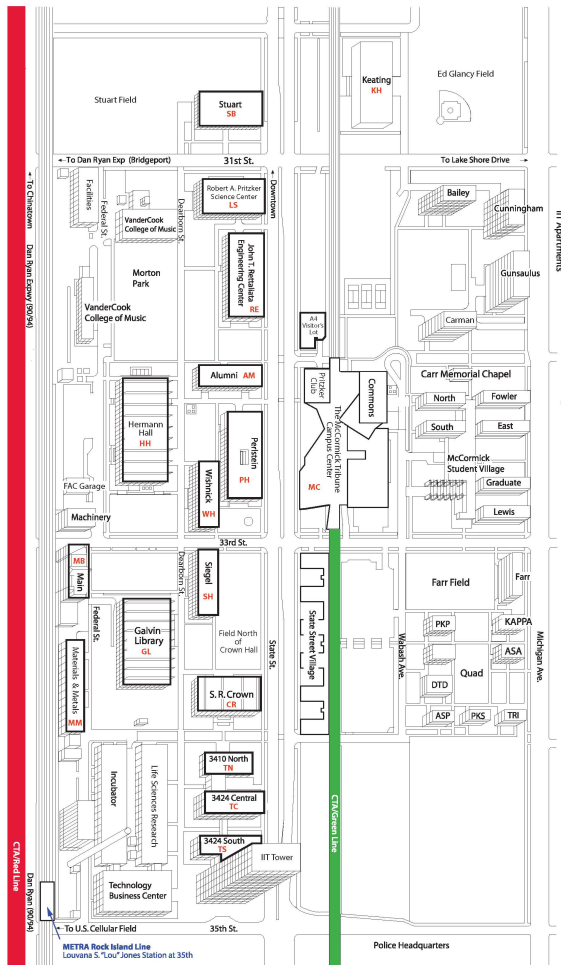 Stuart Field
Stuart
SB
Keating
KH
Ed Glancy Field
To Dan Ryan Exp (Bridgeport)
31st St.
To Lake Shore Drive
To Chinatown
Dan Ryan Expwy (90/94)
Facilities
Federal St.
VanderCook
College of Music
Dearborn St.
Robert A. Pritzker
Science Center
LS
Downtown
Bailey
Cunningham
IIT Apartments
Morton
Park
John T. Rettaliata
Engineering Center
RE
Gunsaulus
VanderCook
College of Music
A4
Visitor's
Lot
Carman
Alumni AM
Pritzker
Club
Commons
Carr Memorial Chapel
North
Fowler
South
East
Hermann
Hall
HH
Perlstein
PH
The McCormick Tribune
Campus Center
MC
McCormick
Student Village
Wishnick
WH
FAC Garage
Graduate
Machinery
Lewis
33rd St.
MB
Main
Dearborn St.
Siegel
SH
Farr Field
Farr
Federal St.
Galvin
Library
GL
Field North
of
Crown Hall
State St.
State Street Village
Wabash Ave.
PKP
KAPPA
Michigan Ave.
ASA
Quad
Materials & Metals
MM
DTD
S. R. Crown
CR
ASP
PKS
TRI
3410 North
TN
Incubator
Life Sciences Research
3424 Central
TC
CTA/Green Line
3424 South
TS
IIT Tower
CTA/Red Line
Dan Ryan (90/94)
Technology
Business Center
To U.S. Cellular Field
35th St.
METRA Rock Island Line
Louvana S. "Lou" Jones Station at 35th
Police Headquarters